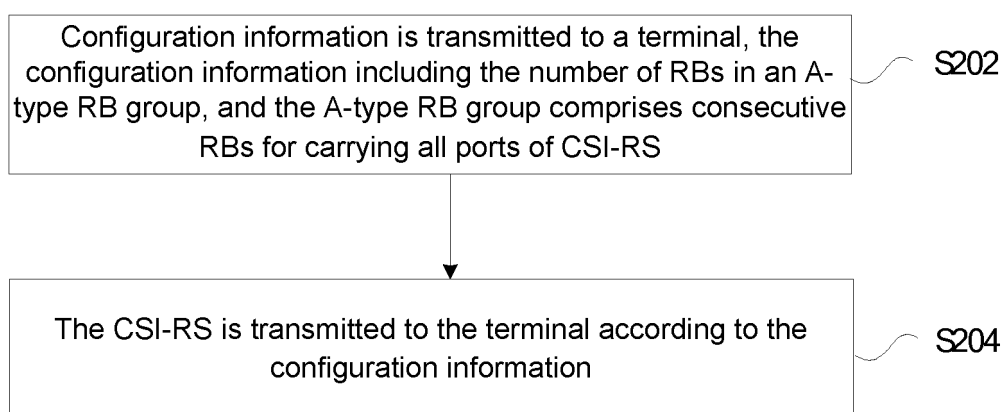 Configuration information is transmitted to a terminal, the
configuration information including the number of RBs in an A-
type RB group, and the A-type RB group comprises consecutive
RBs for carrying all ports of CSI-RS
S202
The CSI-RS is transmitted to the terminal according to the
configuration information
S204